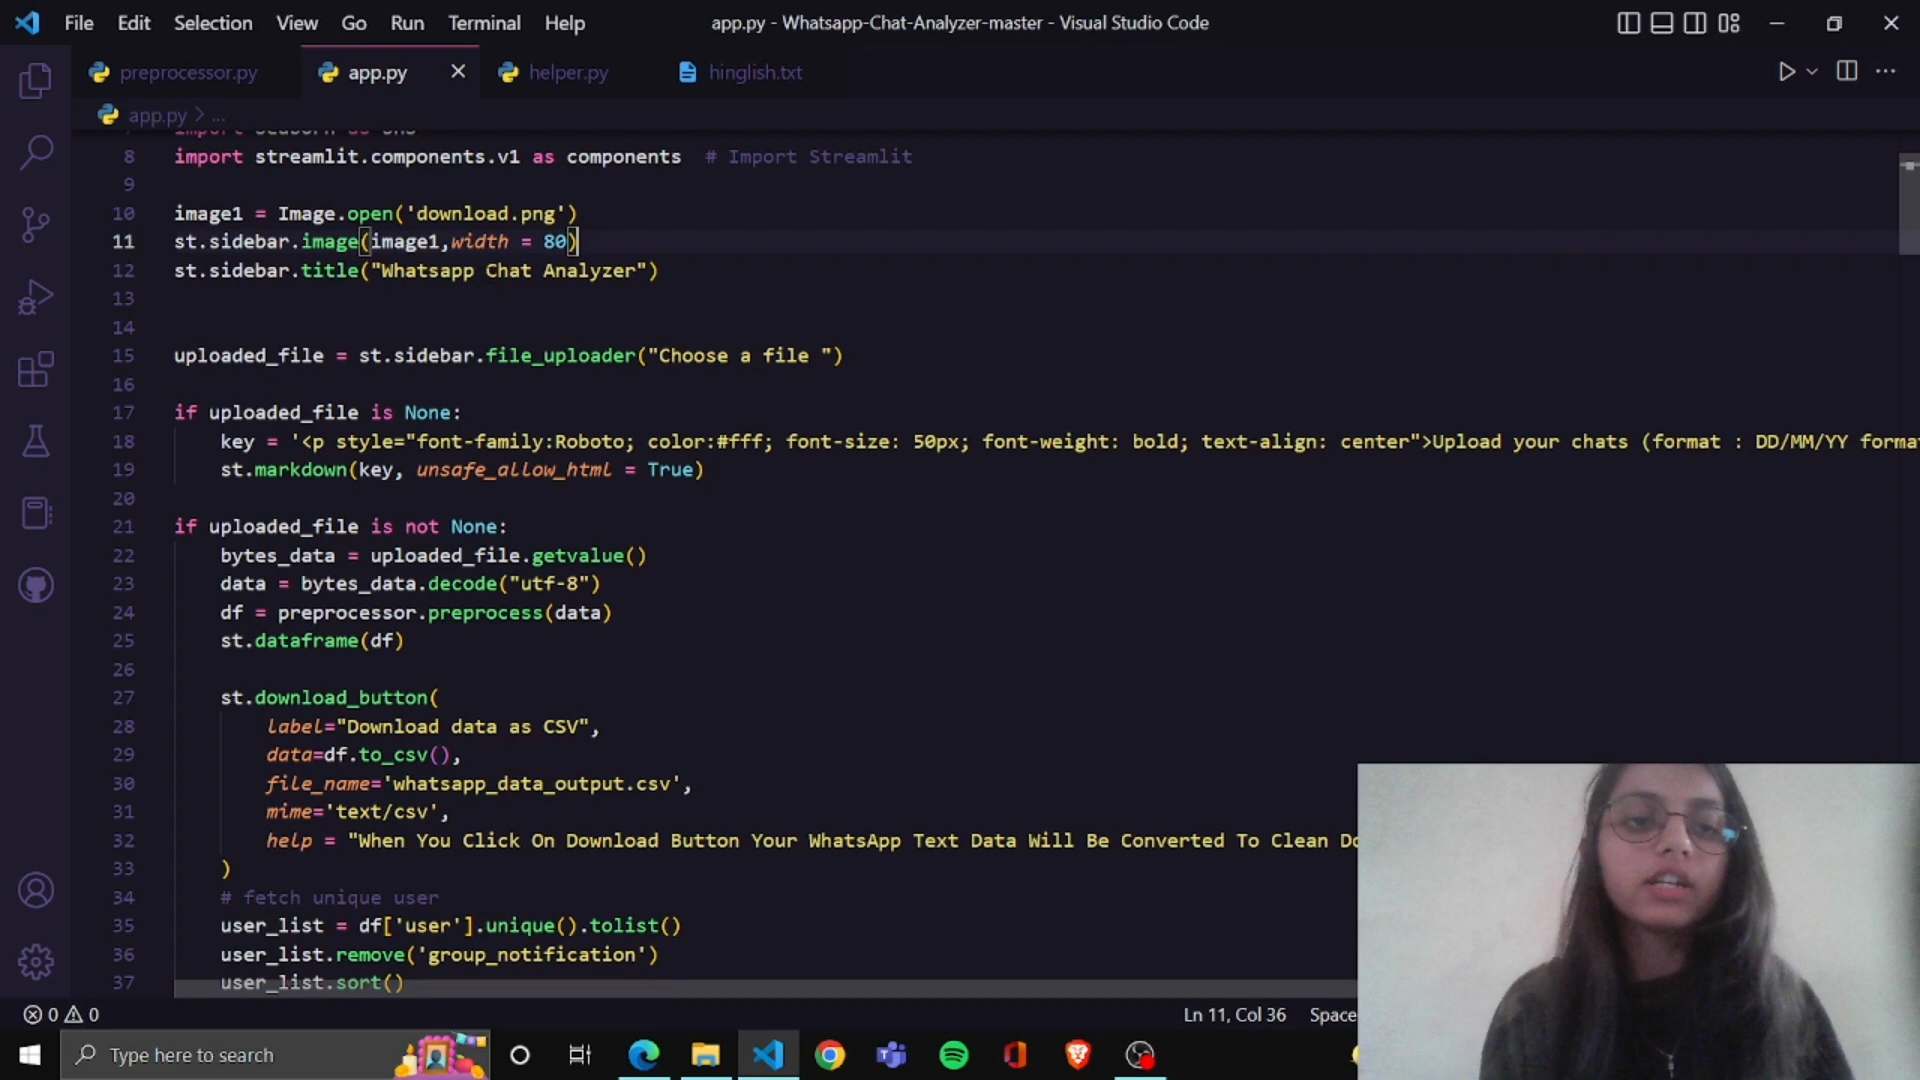 File Edit Selection View Go Run Terminal Help app.py - Whatsapp-Chat-Analyzer-master - Visual Studio Code
preprocessor.py app.py helper.py hinglish.txt
app.py > ...
8 import streamlit.components.v1 as components # Import Streamlit
9
10 image1 = Image.open('download.png')
11 st.sidebar.image(image1,width = 80)
12 st.sidebar.title("Whatsapp Chat Analyzer")
13
14
15 uploaded_file = st.sidebar.file_uploader("Choose a file ")
16
17 if uploaded_file is None:
18 key = '<p style="font-family:Roboto; color:#fff; font-size: 50px; font-weight: bold; text-align: center">Upload your chats (format : DD/MM/YY forma
19 st.markdown(key, unsafe_allow_html = True)
20
21 if uploaded_file is not None:
22 bytes_data = uploaded_file.getvalue()
23 data = bytes_data.decode("utf-8")
24 df = preprocessor.preprocess(data)
25 st.dataframe(df)
26
27 st.download_button(
28 label="Download data as CSV",
29 data=df.to_csv(),
30 file_name='whatsapp_data_output.csv',
31 mime='text/csv',
32 help = "When You Click On Download Button Your WhatsApp Text Data Will Be Converted To Clean Do
33 )
34 # fetch unique user
35 user_list = df['user'].unique().tolist()
36 user_list.remove('group_notification')
37 user_list.sort()
0 0 Ln 11, Col 36 Space
Type here to search